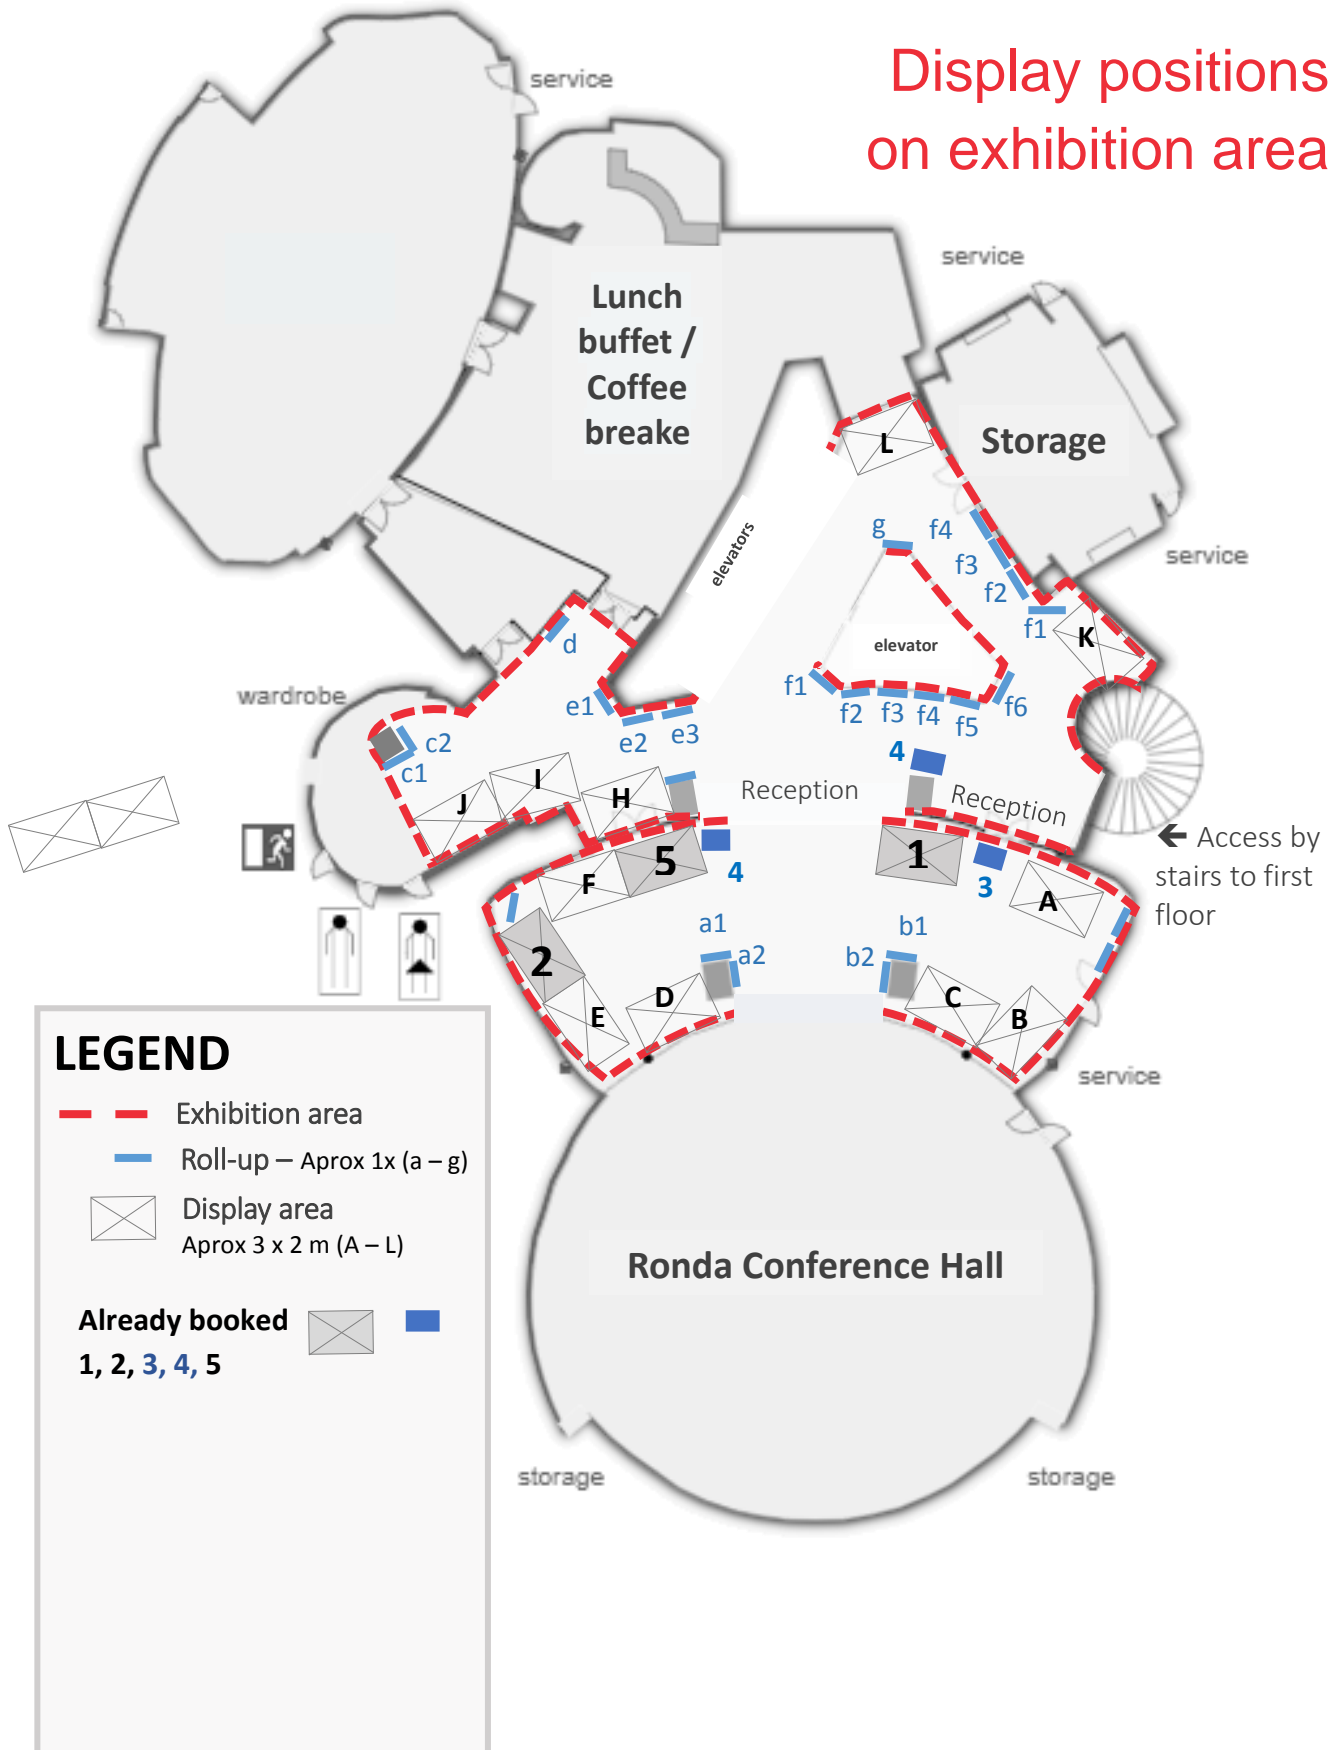 Display positions
on exhibition area
service
service
Lunch
buffet /
Coffee
breake
Storage
L
service
elevators
g
f4
f3
f2
f1
K
elevator
d
f1
f2
f3
f4
f5
f6
wardrobe
e1
e2
e3
c2
c1
4
J
I
H
Reception
Reception
🡰 Access by
stairs to first
floor
5
4
1
3
F
A
2
a1
a2
b1
b2
E
D
C
B
service
LEGEND
Exhibition area
Roll-up – Aprox 1x (a – g)
Display area
Aprox 3 x 2 m (A – L)
Already booked
1, 2, 3, 4, 5
Ronda Conference Hall
storage
storage